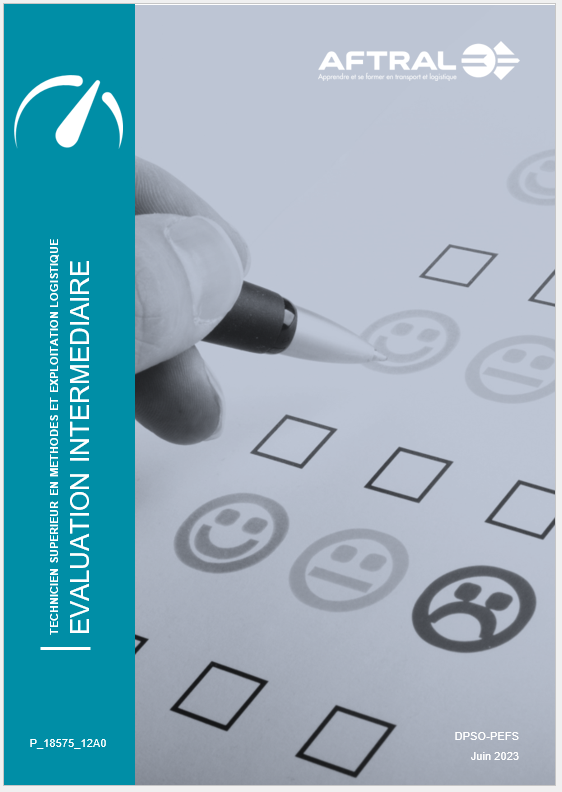 AFTRAL
Apprendre et se former en transport et logistique
TECHNICIEN SUPERIEUR EN METHODES ET EXPLOITATION LOGISTIQUE
EVALUATION INTERMEDIAIRE
P_18575_12A0
DPSO-PEFS
Juin 2023